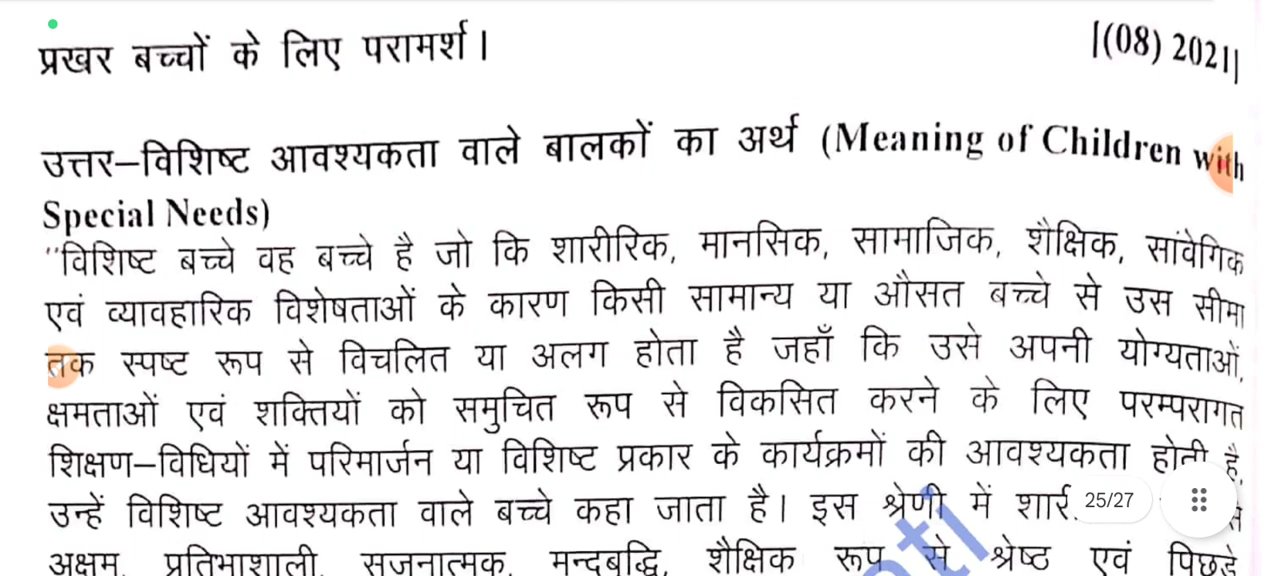 प्रखर बच्चों के लिए परामर्श।
|(08) 2021|
उत्तर–विशिष्ट आवश्यकता वाले बालकों का अर्थ (Meaning of Children with
Special Needs)
"विशिष्ट बच्चे वह बच्चे है जो कि शारीरिक, मानसिक, सामाजिक, शैक्षिक, सांवेगिक
एवं व्यावहारिक विशेषताओं के कारण किसी सामान्य या औसत बच्चे से उस सीमा
तक स्पष्ट रूप से विचलित या अलग होता है जहाँ कि उसे अपनी योग्यताओं,
क्षमताओं एवं शक्तियों को समुचित रूप से विकसित करने के लिए परम्परागत
शिक्षण–विधियों में परिमार्जन या विशिष्ट प्रकार के कार्यक्रमों की आवश्यकता होती है,
उन्हें विशिष्ट आवश्यकता वाले बच्चे कहा जाता है। इस श्रेणी में से
25/27
अक्षम, प्रतिभाशाली, सृजनात्मक, मन्दबुद्धि, शैक्षिक रूप से श्रेष्ठ एवं पिछड़े